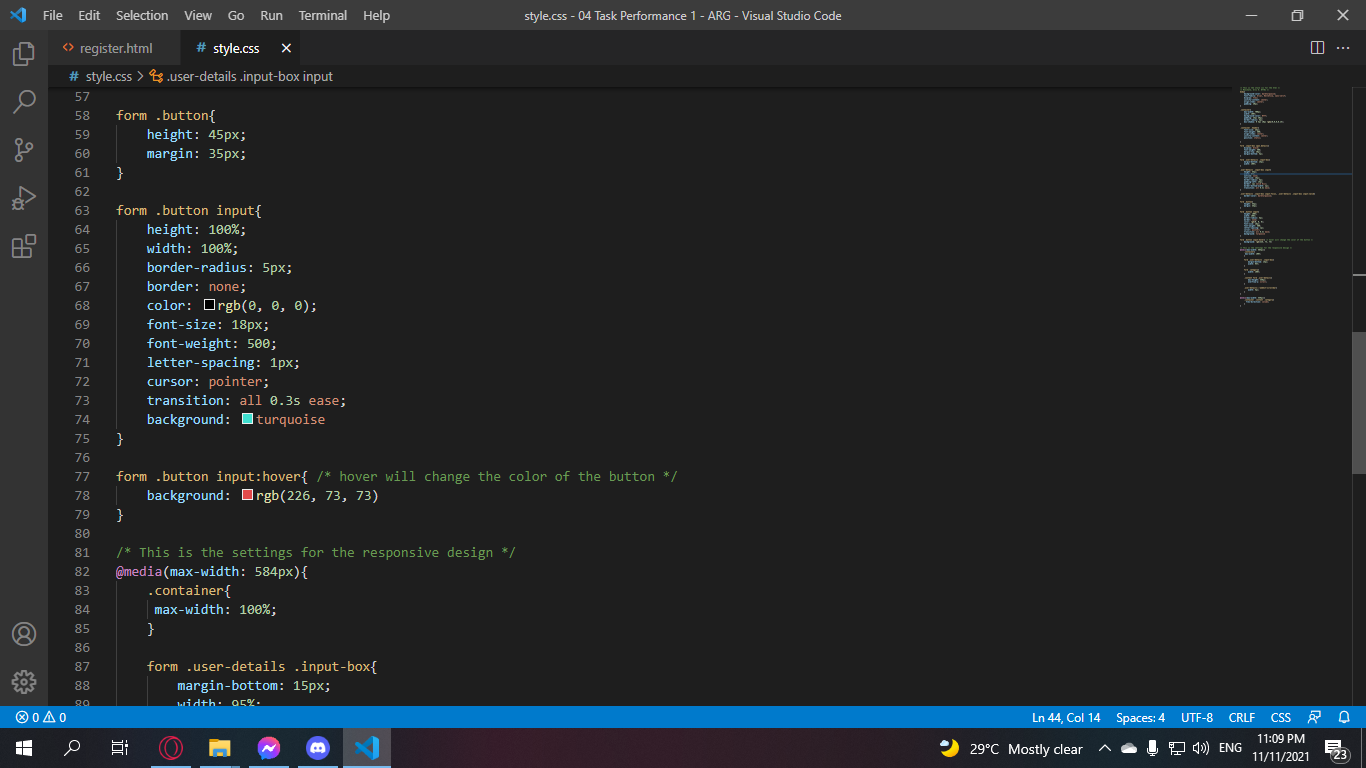 File Edit Selection View Go Run Terminal Help
style.css - 04 Task Performance 1 - ARG - Visual Studio Code
register.html
# style.css
# style.css > .user-details .input-box input
57
58 form .button{
59 height: 45px;
60 margin: 35px;
61 }
62
63 form .button input{
64 height: 100%;
65 width: 100%;
66 border-radius: 5px;
67 border: none;
68 color: rgb(0, 0, 0);
69 font-size: 18px;
70 font-weight: 500;
71 letter-spacing: 1px;
72 cursor: pointer;
73 transition: all 0.3s ease;
74 background: turquoise
75 }
76
77 form .button input:hover{ /* hover will change the color of the button */
78 background: rgb(226, 73, 73)
79 }
80
81 /* This is the settings for the responsive design */
82 @media(max-width: 584px){
83 .container{
84 max-width: 100%;
85 }
86
87 form .user-details .input-box{
88 margin-bottom: 15px;
89 width: 95%;
0 0
Ln 44, Col 14 Spaces: 4 UTF-8 CRLF CSS
29°C Mostly clear
ENG
11:09 PM
11/11/2021
23